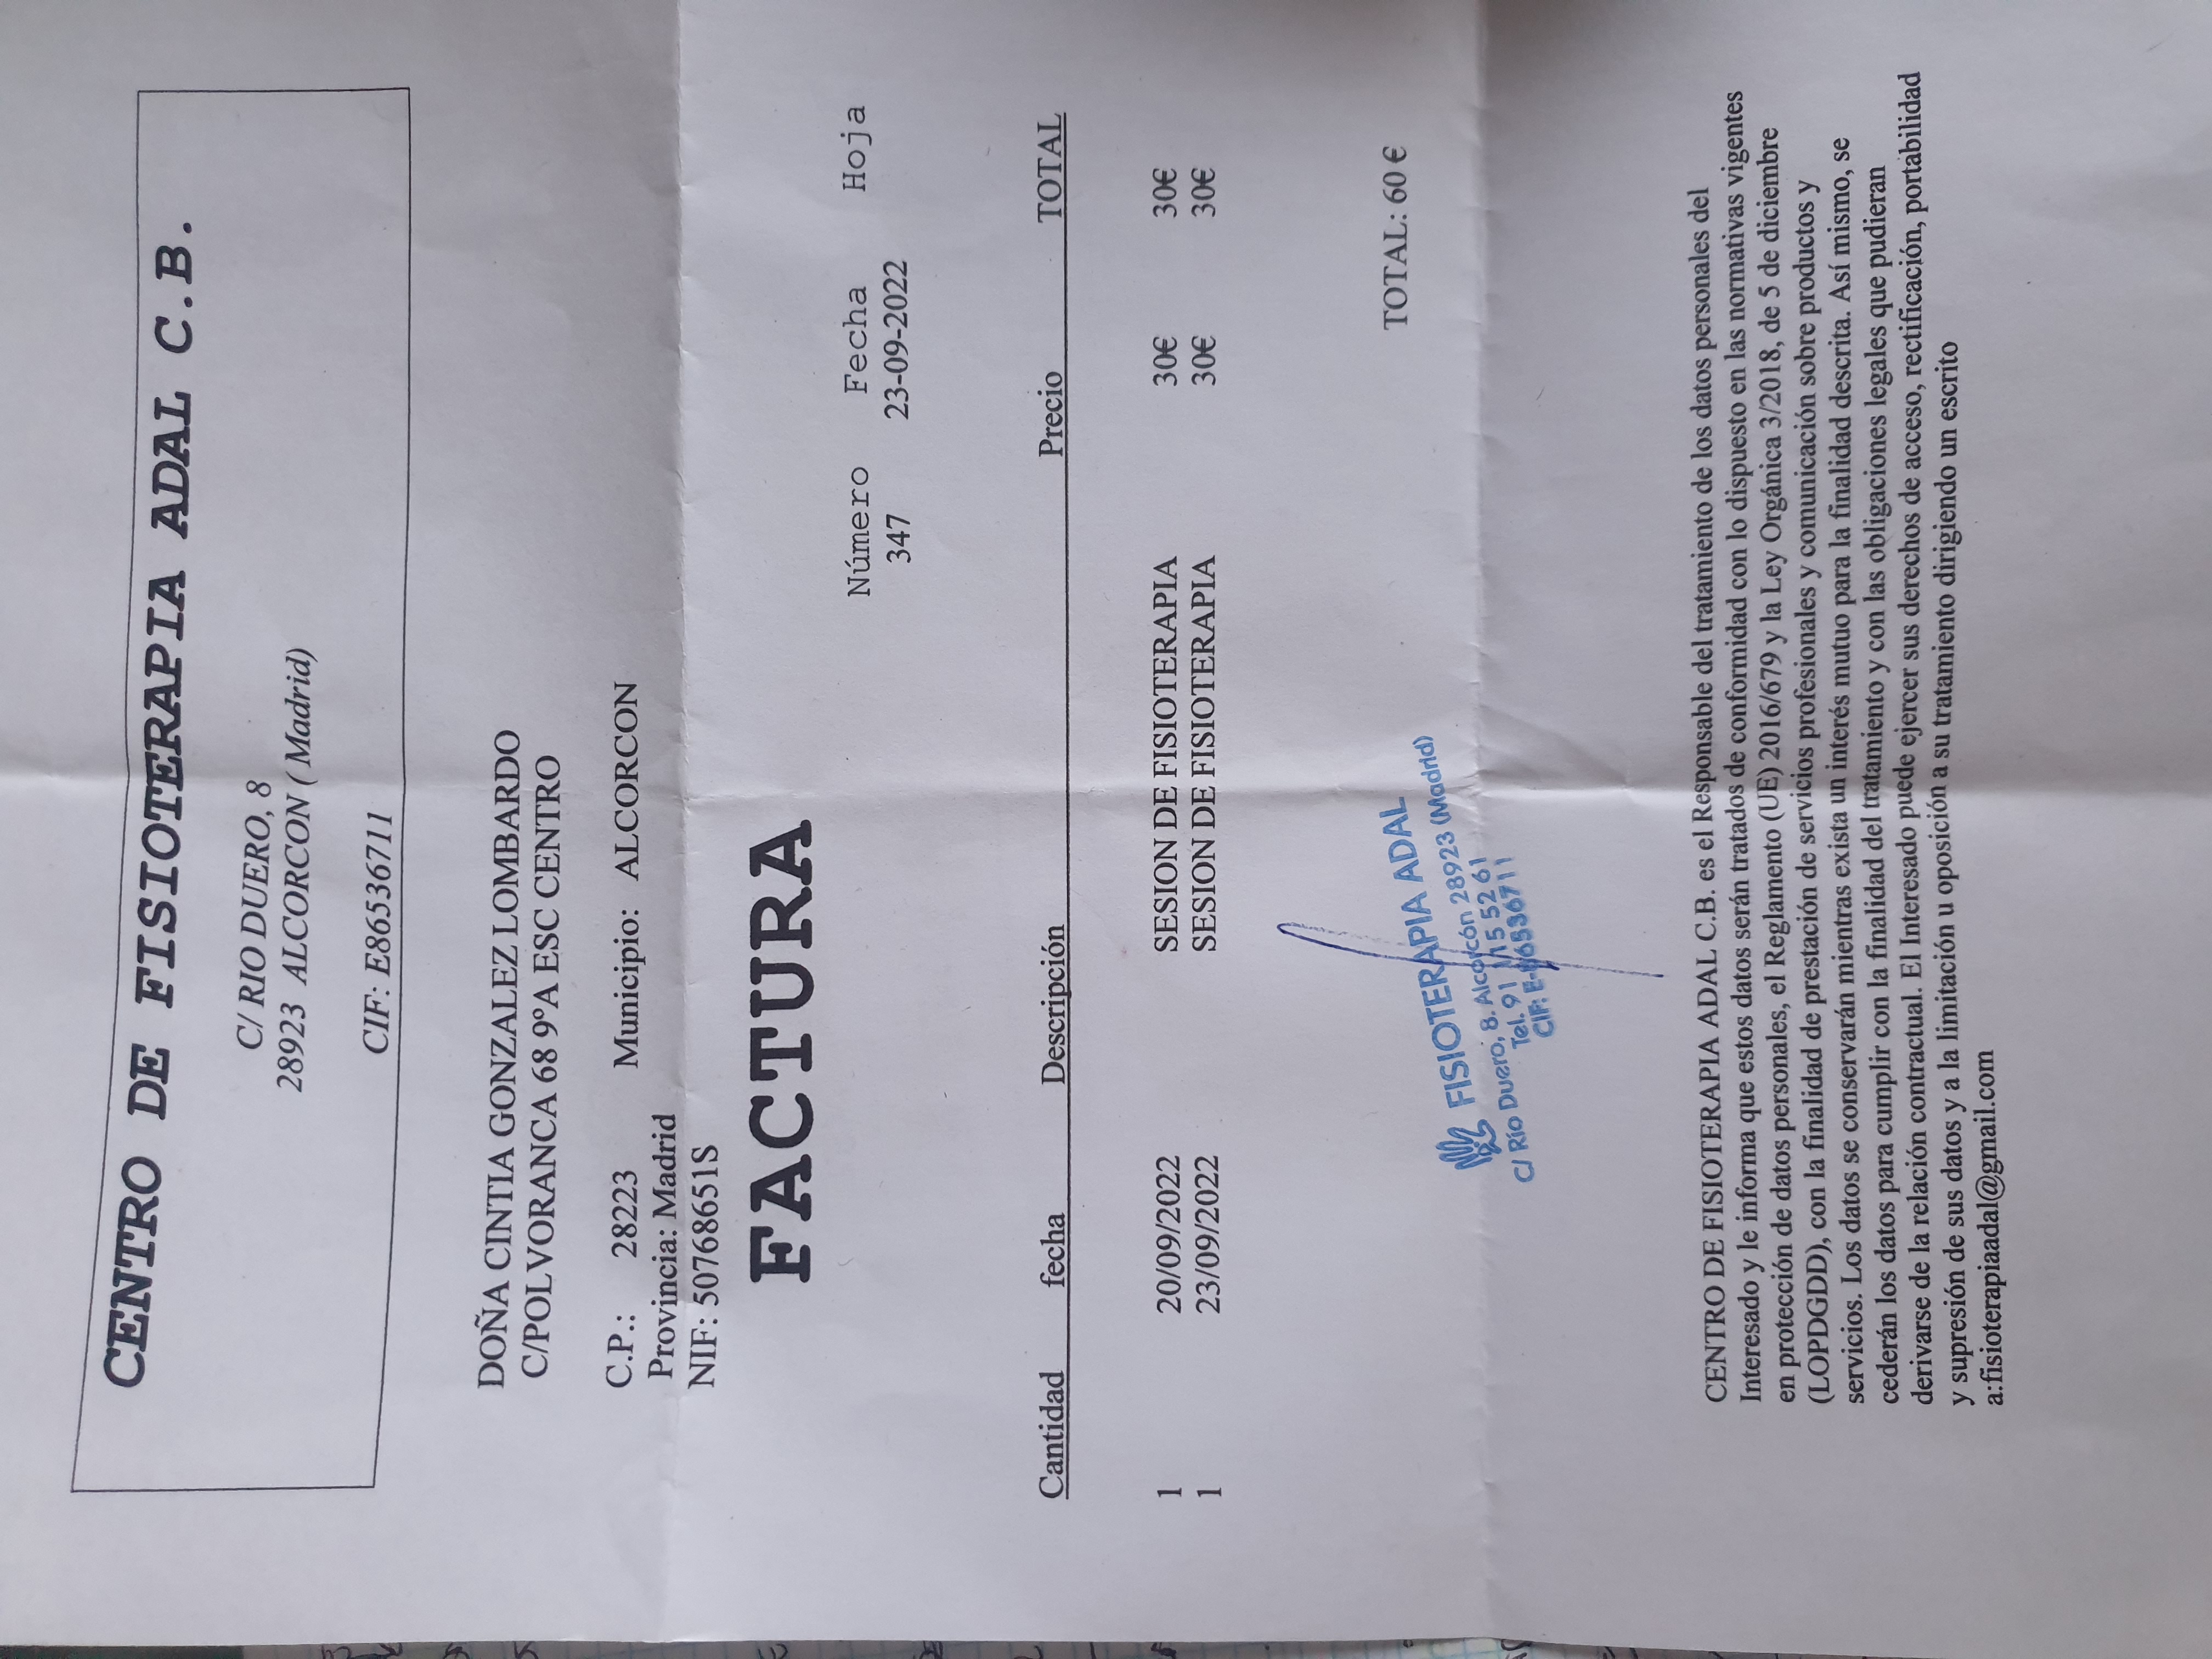 CENTRO DE FISIOTERAPIA ADAL C.B.
C/ RIO DUERO, 8
28923 ALCORCON ( Madrid)
CIF: E86536711
DOÑA CINTIA GONZALEZ LOMBARDO
C/POLVORANCA 68 9ºA ESC CENTRO
C.P.: 28223 Municipio: ALCORCON
Provincia: Madrid
NIF: 50768651S
FACTURA
Número Fecha Hoja
347 23-09-2022
Cantidad fecha Descripción Precio TOTAL
1 20/09/2022 SESION DE FISIOTERAPIA 30€ 30€
1 23/09/2022 SESION DE FISIOTERAPIA 30€ 30€
TOTAL: 60 €
FISIOTERAPIA ADAL
C/ Río Duero, 8. Alcorcón 28923 (Madrid)
Tel. 91 52 61
CIF: E-86536711
CENTRO DE FISIOTERAPIA ADAL C.B. es el Responsable del tratamiento de los datos personales del
Interesado y le informa que estos datos serán tratados de conformidad con lo dispuesto en las normativas vigentes
en protección de datos personales, el Reglamento (UE) 2016/679 y la Ley Orgánica 3/2018, de 5 de diciembre
(LOPDGDD), con la finalidad de prestación de servicios profesionales y comunicación sobre productos y
servicios. Los datos se conservarán mientras exista un interés mutuo para la finalidad descrita. Así mismo, se
cederán los datos para cumplir con la finalidad del tratamiento y con las obligaciones legales que pudieran
derivarse de la relación contractual. El Interesado puede ejercer sus derechos de acceso, rectificación, portabilidad
y supresión de sus datos y a la limitación u oposición a su tratamiento dirigiendo un escrito
a:fisioterapiaadal@gmail.com